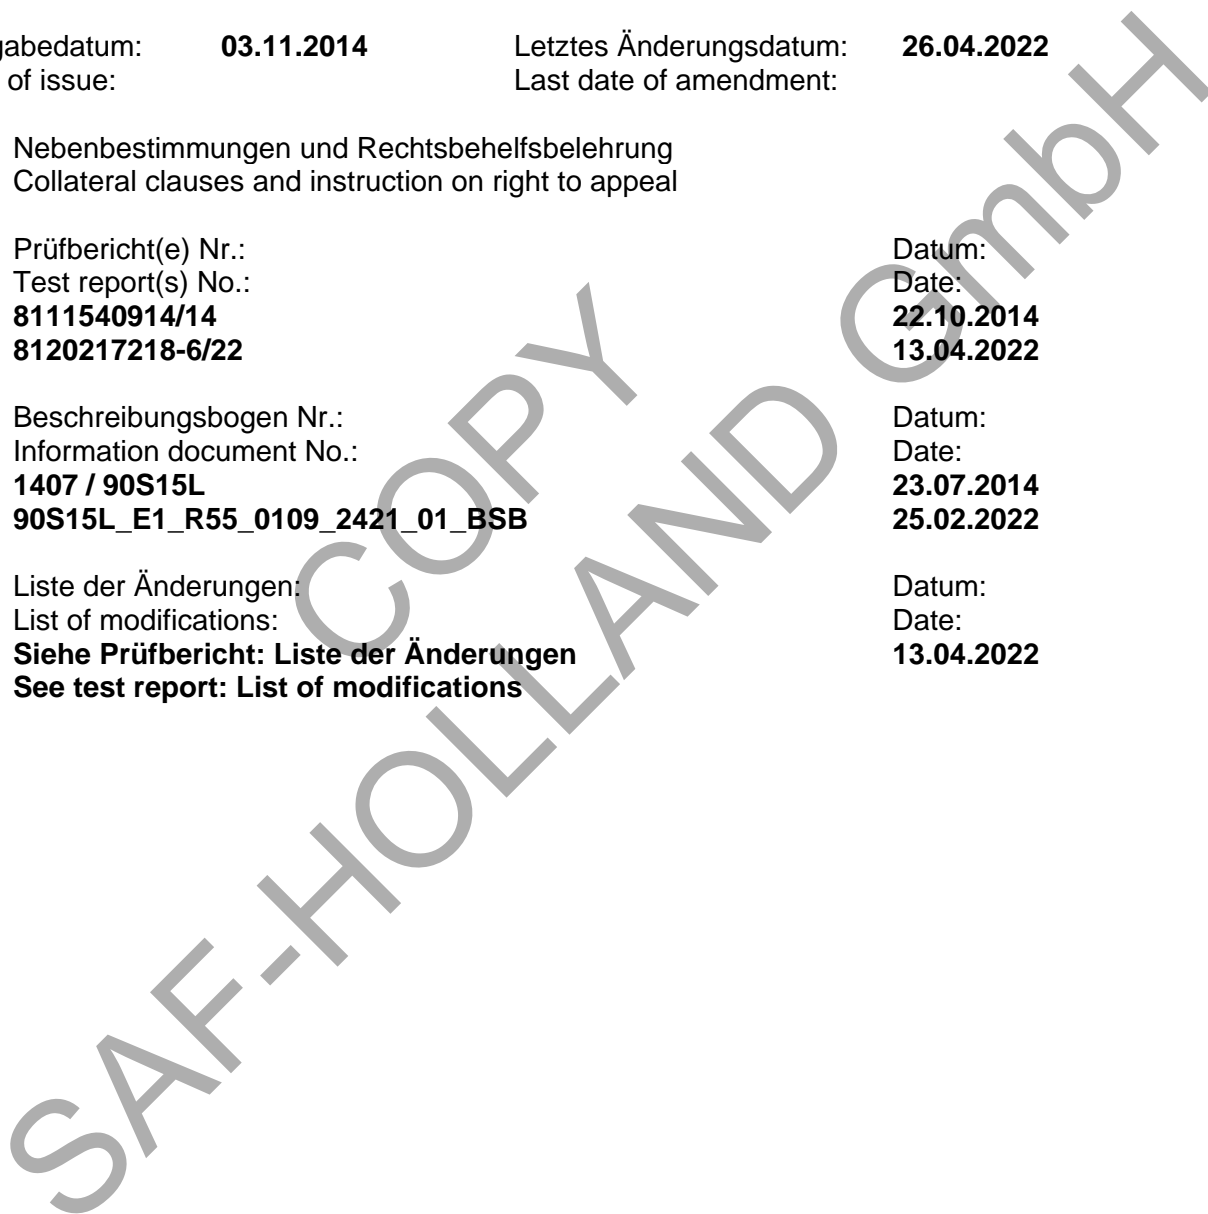 gabedatum: 03.11.2014 Letztes Änderungsdatum: 26.04.2022
of issue: Last date of amendment:
Nebenbestimmungen und Rechtsbehelfsbelehrung
Collateral clauses and instruction on right to appeal
Prüfbericht(e) Nr.: Datum:
Test report(s) No.: Date:
8111540914/14 22.10.2014
8120217218-6/22 13.04.2022
Beschreibungsbogen Nr.: Datum:
Information document No.: Date:
1407 / 90S15L 23.07.2014
90S15L_E1_R55_0109_2421_01_BSB 25.02.2022
Liste der Änderungen: Datum:
List of modifications: Date:
Siehe Prüfbericht: Liste der Änderungen 13.04.2022
See test report: List of modifications
COPY
SAF-HOLLAND GmbH